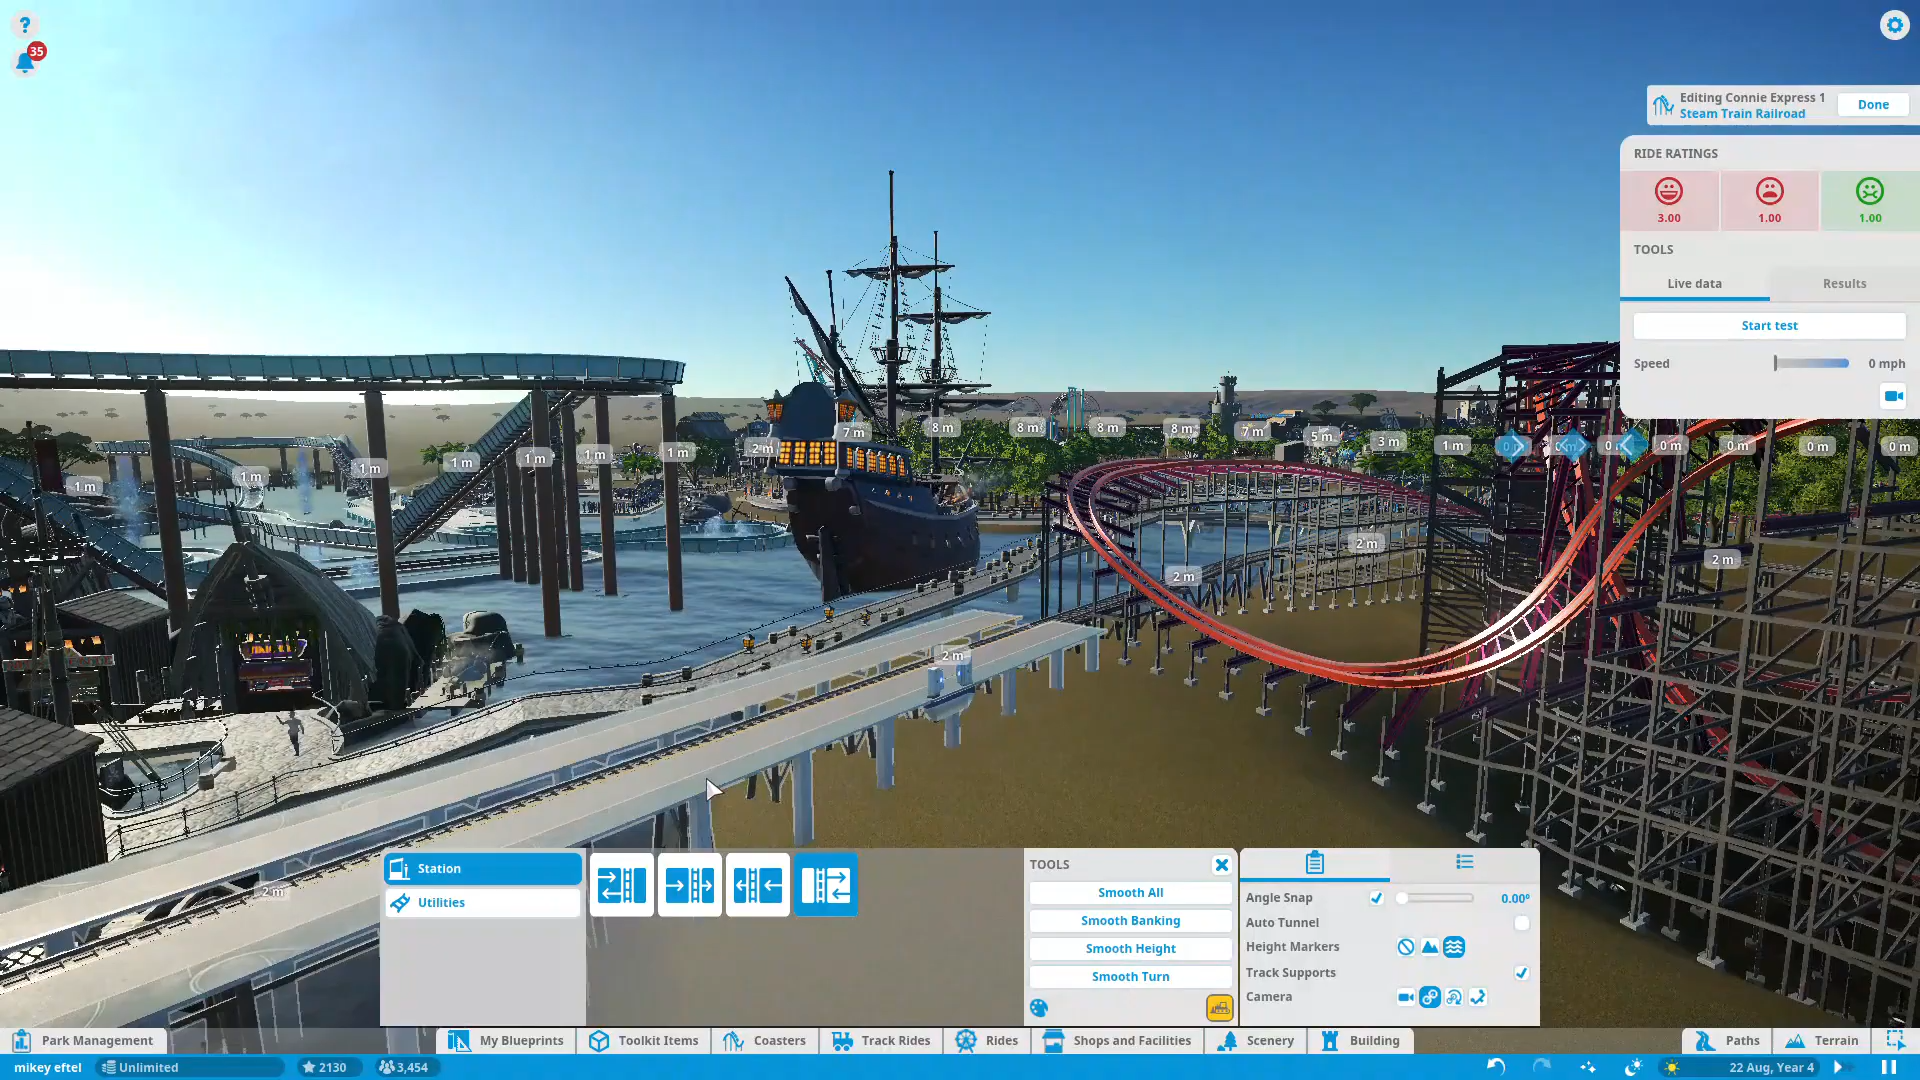 ?
35
Editing Connie Express 1
Steam Train Railroad
Done
RIDE RATINGS
3.00
1.00
1.00
TOOLS
Live data
Results
Start test
Speed
0 mph
7 m
8 m
8 m
8 m
8 m
7 m
5 m
3 m
1 m
0 m
0 m
0 m
0 m
2 m
1 m
1 m
1 m
1 m
1 m
1 m
1 m
2 m
2 m
2 m
2 m
2 m
Station
Utilities
TOOLS
Smooth All
Smooth Banking
Smooth Height
Smooth Turn
Angle Snap
0.00°
Auto Tunnel
Height Markers
Track Supports
Camera
Park Management
My Blueprints
Toolkit Items
Coasters
Track Rides
Rides
Shops and Facilities
Scenery
Building
Paths
Terrain
mikey eftel
Unlimited
2130
3,454
22 Aug, Year 4